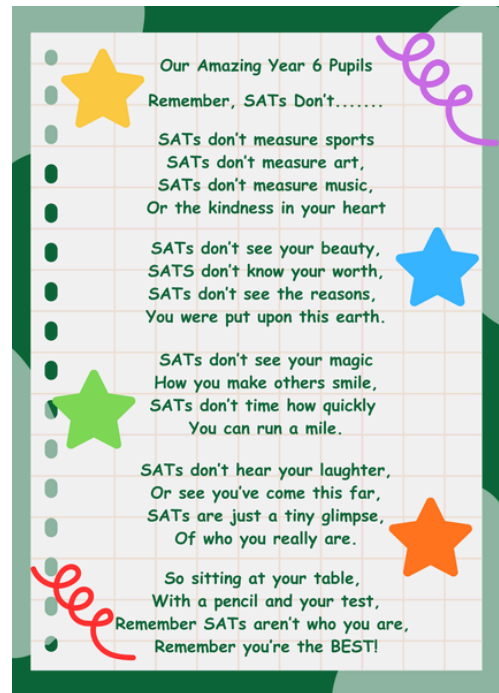 Our Amazing Year 6 Pupils
Remember, SATs Don't.......
SATs don't measure sports
SATs don't measure art,
SATs don't measure music,
Or the kindness in your heart
SATs don't see your beauty,
SATS don't know your worth,
SATs don't see the reasons,
You were put upon this earth.
SATs don't see your magic
How you make others smile,
SATs don't time how quickly
You can run a mile.
SATs don't hear your laughter,
Or see you've come this far,
SATs are just a tiny glimpse,
Of who you really are.
So sitting at your table,
With a pencil and your test,
Remember SATs aren't who you are,
Remember you're the BEST!